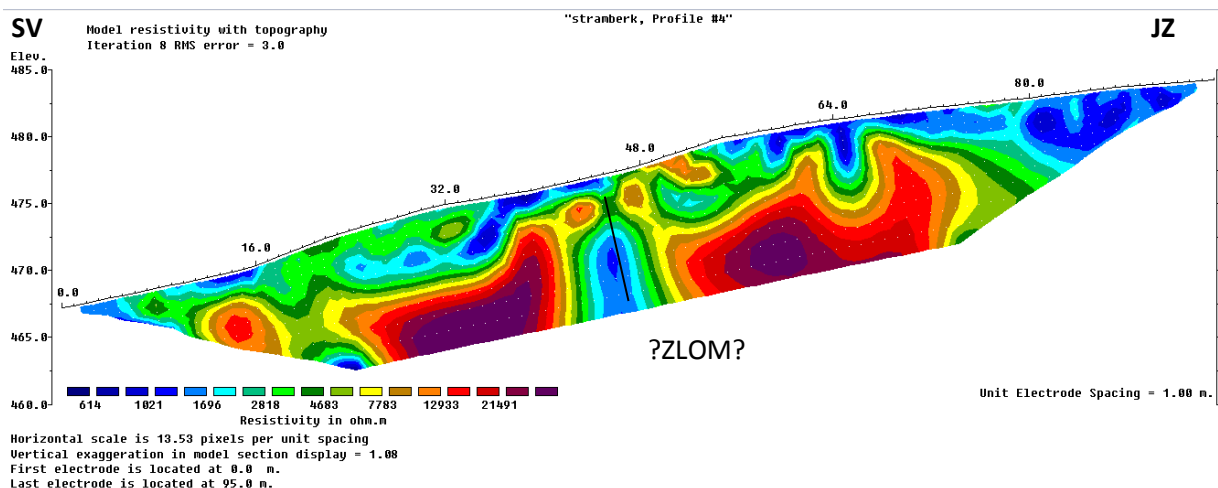 "stramberk, Profile #4"
SV
JZ
Model resistivity with topography
Iteration 8 RMS error = 3.0
Elev.
485.0
80.0
64.0
480.0
48.0
475.0
32.0
16.0
470.0
0.0
465.0
?ZLOM?
460.0
614 1021 1696 2818 4683 7783 12933 21491
Unit Electrode Spacing = 1.00 m.
Resistivity in ohm.m
Horizontal scale is 13.53 pixels per unit spacing
Vertical exaggeration in model section display = 1.08
First electrode is located at 0.0 m.
Last electrode is located at 95.0 m.